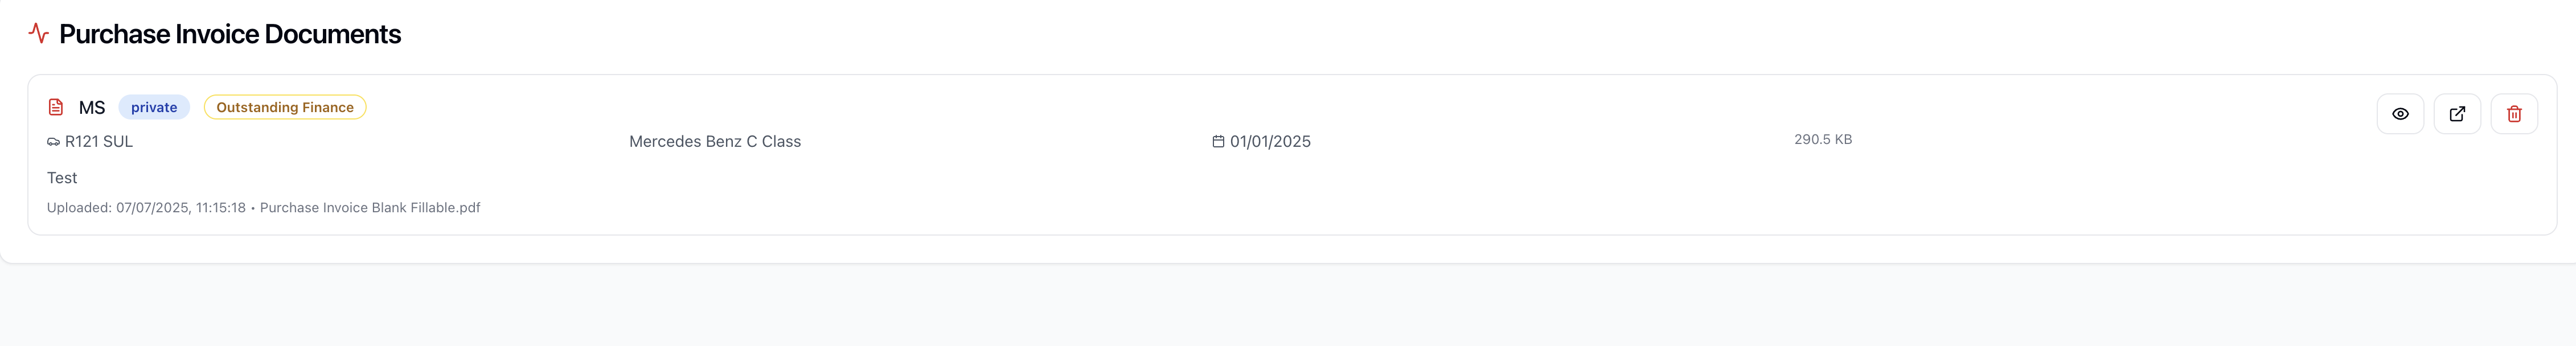 Purchase Invoice Documents
MS private Outstanding Finance
R121 SUL Mercedes Benz C Class 01/01/2025 290.5 KB
Test
Uploaded: 07/07/2025, 11:15:18 • Purchase Invoice Blank Fillable.pdf